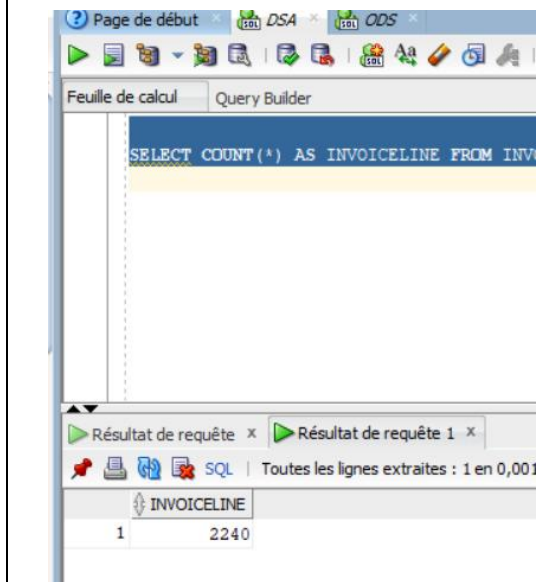 Page de début DSA ODS
Feuille de calcul Query Builder
SELECT COUNT(*) AS INVOICELINE FROM
Résultat de requête x Résultat de requête 1 x
SQL | Toutes les lignes extraites : 1 en 0,001
INVOICELINE
1 2240